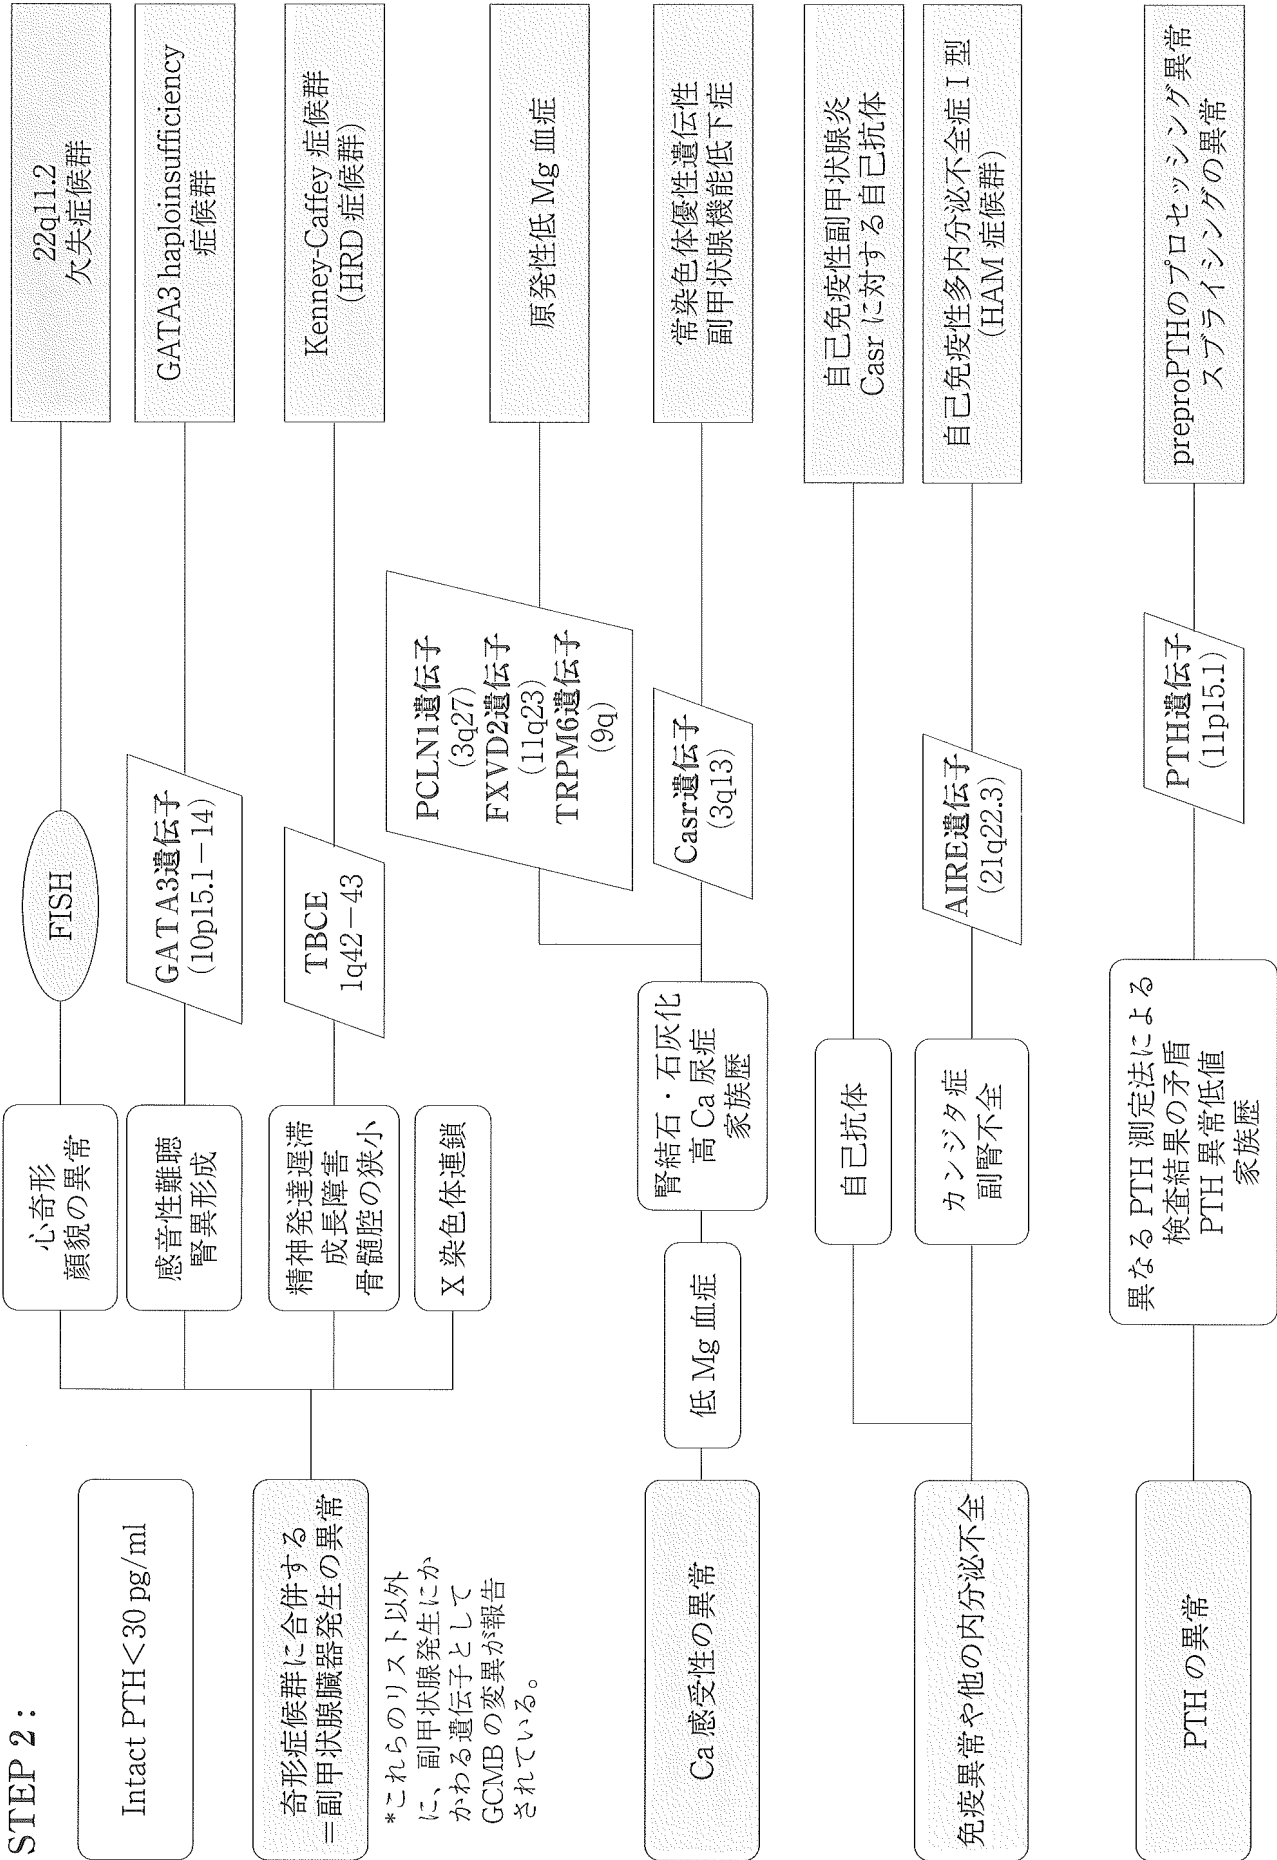 STEP 2：
Intact PTH＜30 pg/ml
奇形症候群に合併する
＝副甲状腺臓器発生の異常
*これらのリスト以外
に、副甲状腺発生にか
かわる遺伝子として
GCMBの変異が報告
されている。
心奇形
顔貌の異常
FISH
22q11.2
欠失症候群
感音性難聴
腎異形成
GATA3遺伝子
(10p15.1－14)
GATA3 haploinsufficiency
症候群
精神発達遅滞
成長障害
骨髄腔の狭小
TBCE
1q42－43
Kenney-Caffey 症候群
(HRD 症候群)
X 染色体連鎖
Ca 感受性の異常
低 Mg 血症
腎結石・石灰化
高 Ca 尿症
家族歴
PCLN1遺伝子
(3q27)
FXVD2遺伝子
(11q23)
TRPM6遺伝子
(9q)
原発性低 Mg 血症
Casr遺伝子
(3q13)
常染色体優性遺伝性
副甲状腺機能低下症
免疫異常や他の内分泌不全
自己抗体
自己免疫性副甲状腺炎
Casr に対する自己抗体
カンジタ症
副腎不全
AIRE遺伝子
(21q22.3)
自己免疫性多内分泌不全症 I 型
(HAM 症候群)
PTH の異常
異なる PTH 測定法による
検査結果の矛盾
PTH 異常低値
家族歴
PTH遺伝子
(11p15.1)
preproPTHのプロセッシング異常
スプライシングの異常